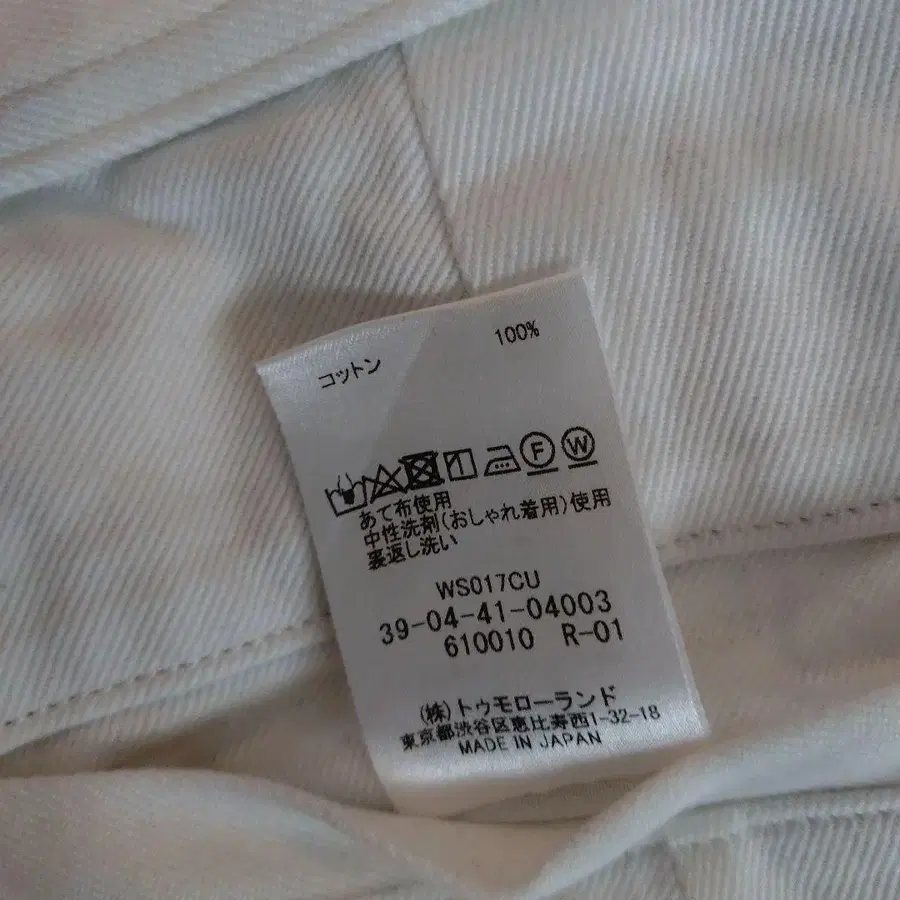 コットン 100%
F W
あて布使用
中性洗剤(おしゃれ着用)使用
裏返し洗い
WS017CU
39-04-41-04003
610010 R-01
(株)トゥモローランド
東京都渋谷区恵比寿西1-32-18
MADE IN JAPAN